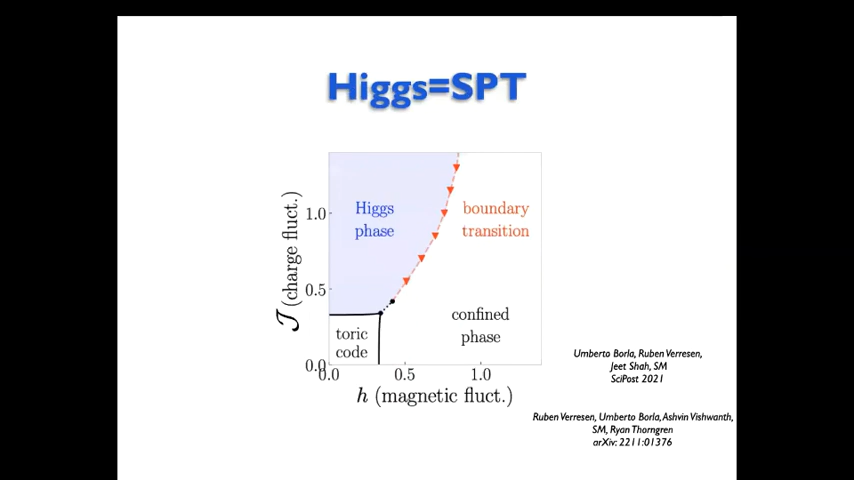 Higgs=SPT
Higgs
phase
boundary
transition
confined
phase
toric
code
1.0
0.5
0.0
0.0
0.5
1.0
J (charge fluct.)
h (magnetic fluct.)
Umberto Borla, Ruben Verresen,
Jeet Shah, SM
SciPost 2021
Ruben Verresen, Umberto Borla, Ashvin Vishwanth,
SM, Ryan Thorngren
arXiv: 2211:01376